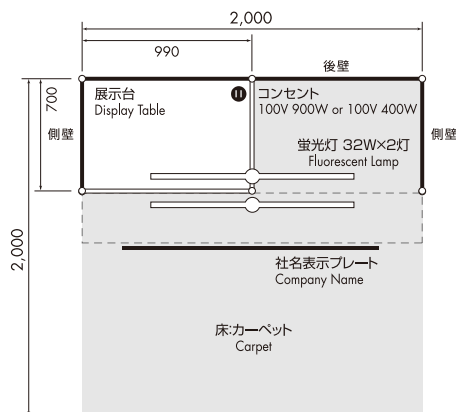 2,000
990
後壁
700
展示台
Display Table
コンセント
100V 900W or 100V 400W
側壁
側壁
蛍光灯 32W×2灯
Fluorescent Lamp
2,000
社名表示プレート
Company Name
床:カーペット
Carpet